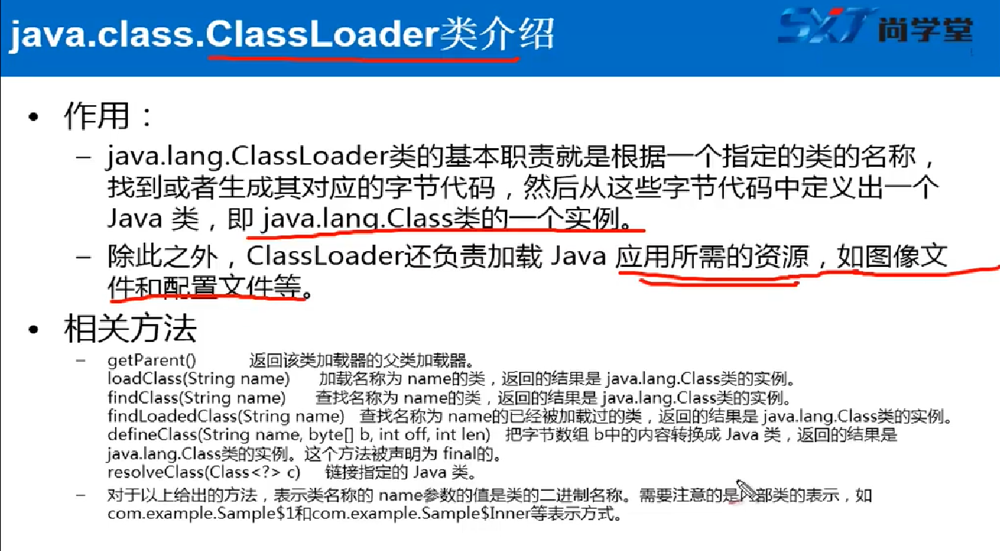 java.class.ClassLoader类介绍
SXT 尚学堂
• 作用：
– java.lang.ClassLoader类的基本职责就是根据一个指定的类的名称，
找到或者生成其对应的字节代码，然后从这些字节代码中定义出一个
Java 类，即 java.lang.Class类的一个实例。
– 除此之外，ClassLoader还负责加载 Java 应用所需的资源，如图像文
件和配置文件等。
• 相关方法
– getParent() 返回该类加载器的父类加载器。
loadClass(String name) 加载名称为 name的类，返回的结果是 java.lang.Class类的实例。
findClass(String name) 查找名称为 name的类，返回的结果是 java.lang.Class类的实例。
findLoadedClass(String name) 查找名称为 name的已经被加载过的类，返回的结果是 java.lang.Class类的实例。
defineClass(String name, byte[] b, int off, int len) 把字节数组 b中的内容转换成 Java 类，返回的结果是
java.lang.Class类的实例。这个方法被声明为 final的。
resolveClass(Class<?> c) 链接指定的 Java 类。
– 对于以上给出的方法，表示类名称的 name参数的值是类的二进制名称。需要注意的是内部类的表示，如
com.example.Sample$1和com.example.Sample$Inner等表示方式。